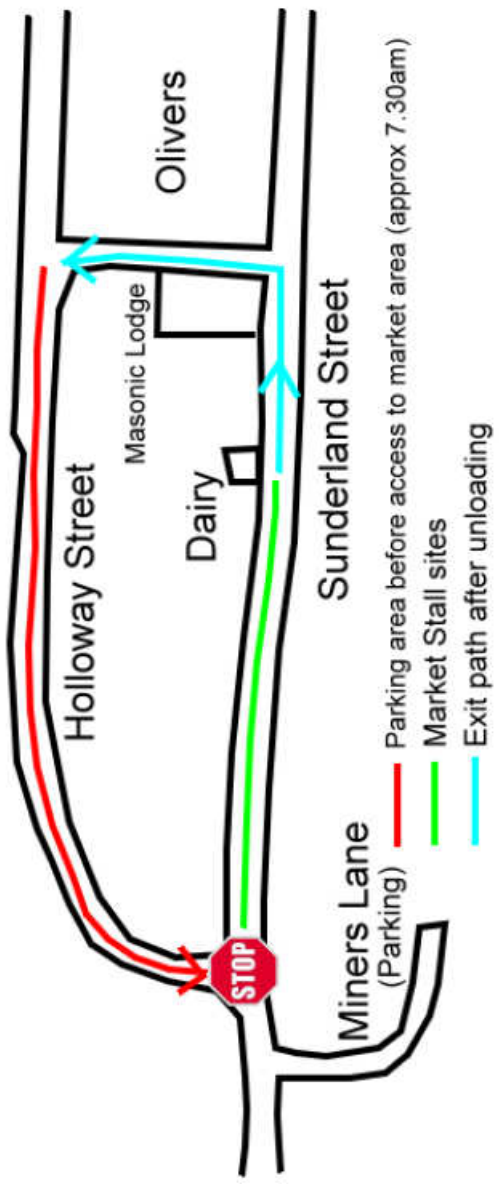 Olivers
Holloway Street
Masonic Lodge
Dairy
Sunderland Street
STOP
Miners Lane
(Parking)
Parking area before access to market area (approx 7.30am)
Market Stall sites
Exit path after unloading